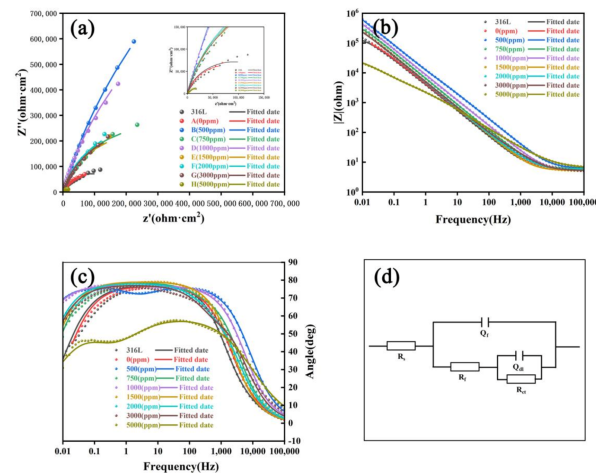 (a)
Z''(ohm·cm²)
700, 000
600, 000
500, 000
400, 000
300, 000
200, 000
100, 000
0
0 100, 000 200, 000 300, 000 400, 000 500, 000 600, 000 700, 000
z'(ohm·cm²)
316L Fitted date
A(0ppm) Fitted date
B(500ppm) Fitted date
C(750ppm) Fitted date
D(1000ppm) Fitted date
E(1500ppm) Fitted date
F(2000ppm) Fitted date
G(3000ppm) Fitted date
H(5000ppm) Fitted date
(b)
|Z|(ohm)
10⁶
10⁵
10⁴
10³
10²
10¹
10⁰
0.01 0.1 1 10 100 1,000 10,000 100,000
Frequency(Hz)
316L Fitted date
0(ppm) Fitted date
500(ppm) Fitted date
750(ppm) Fitted date
1000(ppm) Fitted date
1500(ppm) Fitted date
2000(ppm) Fitted date
3000(ppm) Fitted date
5000(ppm) Fitted date
(c)
316L Fitted date
0(ppm) Fitted date
500(ppm) Fitted date
750(ppm) Fitted date
1000(ppm) Fitted date
1500(ppm) Fitted date
2000(ppm) Fitted date
3000(ppm) Fitted date
5000(ppm) Fitted date
90
80
70
60
50
40
30
20
10
0
-10
Angle(deg)
0.01 0.1 1 10 100 1,000 10,000 100,000
Frequency(Hz)
(d)
Qf
Rf
Qdl
Rct